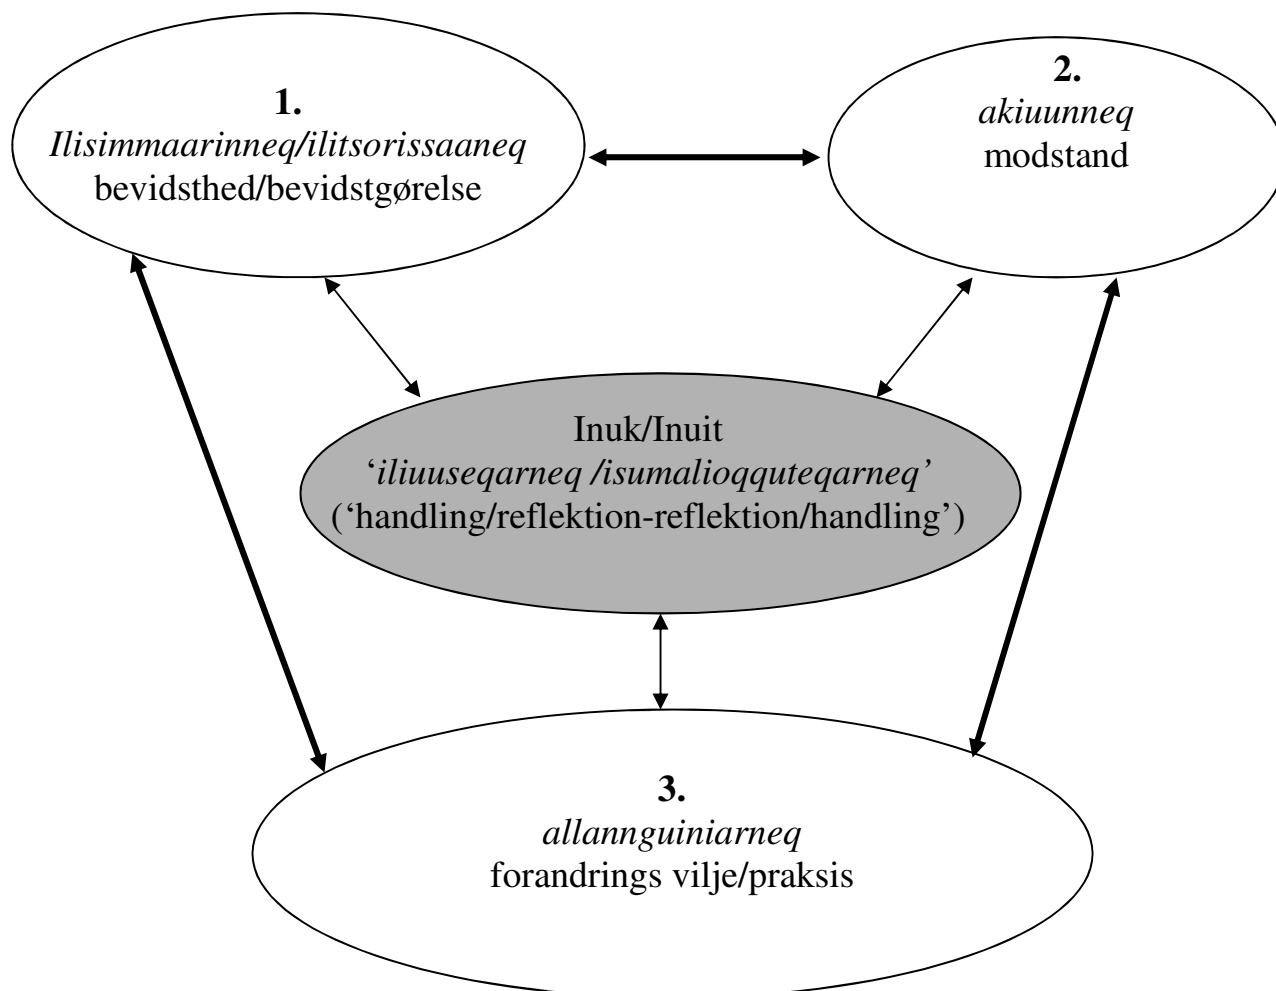 1.
Ilisimmaarinneq/ilitsorissaaneq
bevidsthed/bevidstgørelse
2.
akiuunneq
modstand
Inuk/Inuit
‘iliuuseqarneq /isumalioqquteqarneq’
(‘handling/reflektion-reflektion/handling’)
3.
allannguiniarneq
forandrings vilje/praksis